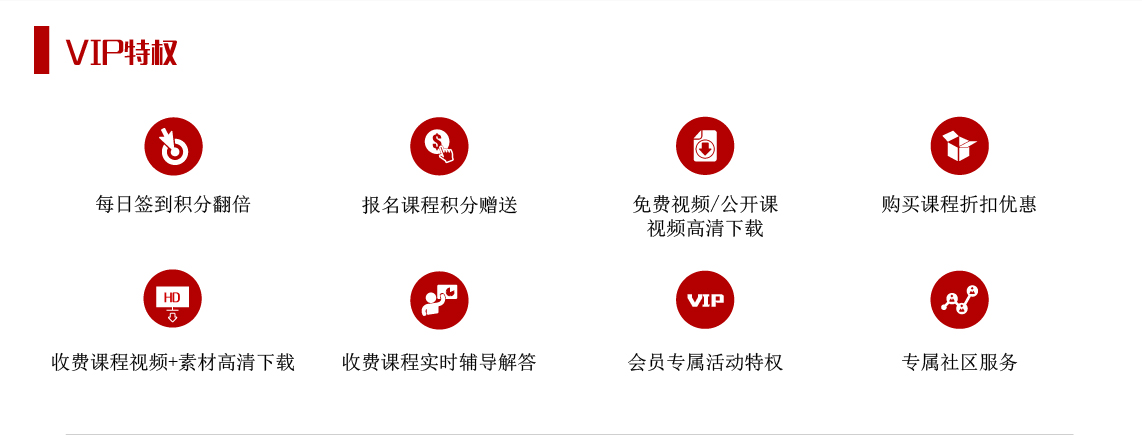 VIP特权
每日签到积分翻倍
报名课程积分赠送
免费视频/公开课
视频高清下载
购买课程折扣优惠
HD
VIP
收费课程视频+素材高清下载
收费课程实时辅导解答
会员专属活动特权
专属社区服务